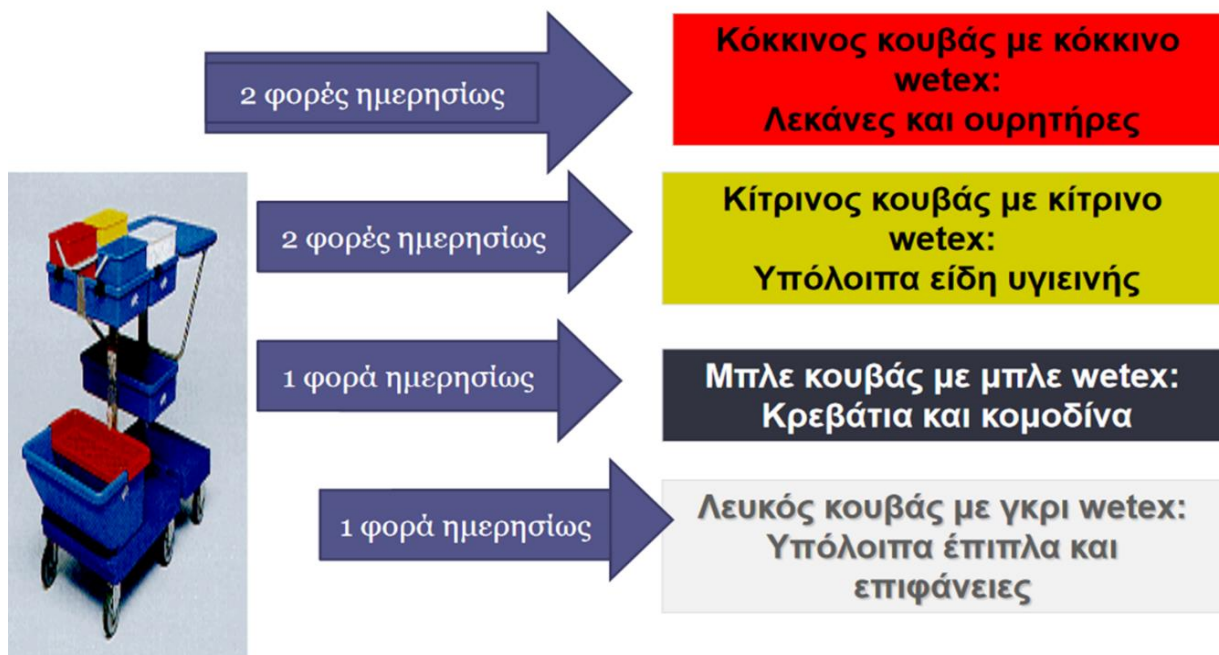 2 φορές ημερησίως
Κόκκινος κουβάς με κόκκινο
wetex:
Λεκάνες και ουρητήρες
2 φορές ημερησίως
Κίτρινος κουβάς με κίτρινο
wetex:
Υπόλοιπα είδη υγιεινής
1 φορά ημερησίως
Μπλε κουβάς με μπλε wetex:
Κρεβάτια και κομοδίνα
1 φορά ημερησίως
Λευκός κουβάς με γκρι wetex:
Υπόλοιπα έπιπλα και
επιφάνειες